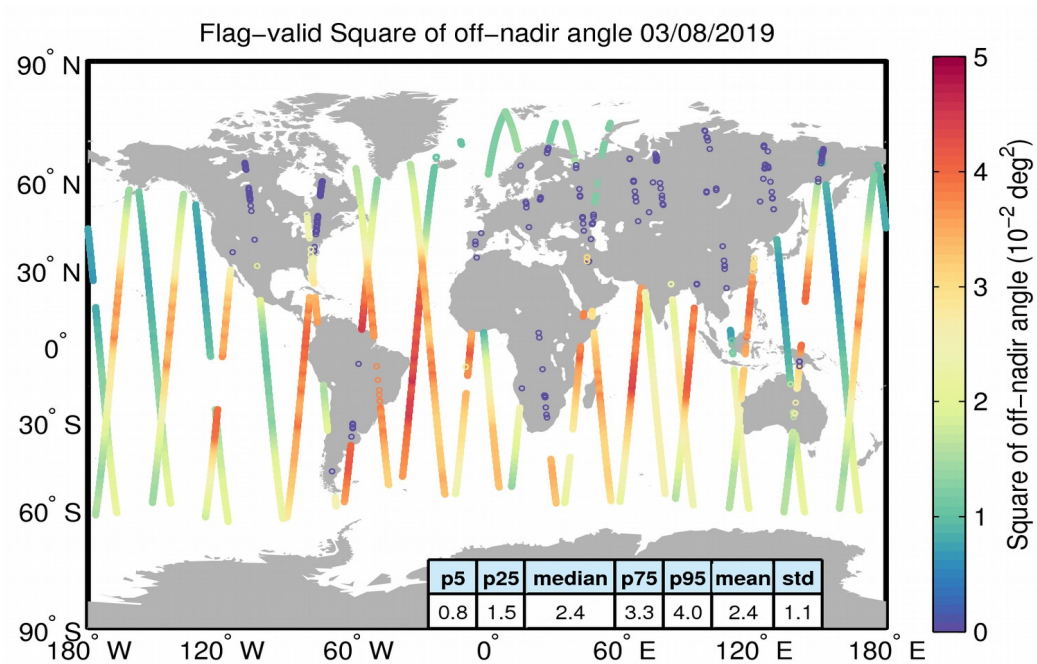 Flag−valid Square of off−nadir angle 03/08/2019
90° N
60° N
30° N
0°
30° S
60° S
90° S
180° W
120° W
60° W
0°
60° E
120° E
180° E
p5 p25 median p75 p95 mean std
0.8 1.5 2.4 3.3 4.0 2.4 1.1
5
4
3
2
1
0
Square of off−nadir angle (10⁻² deg²)